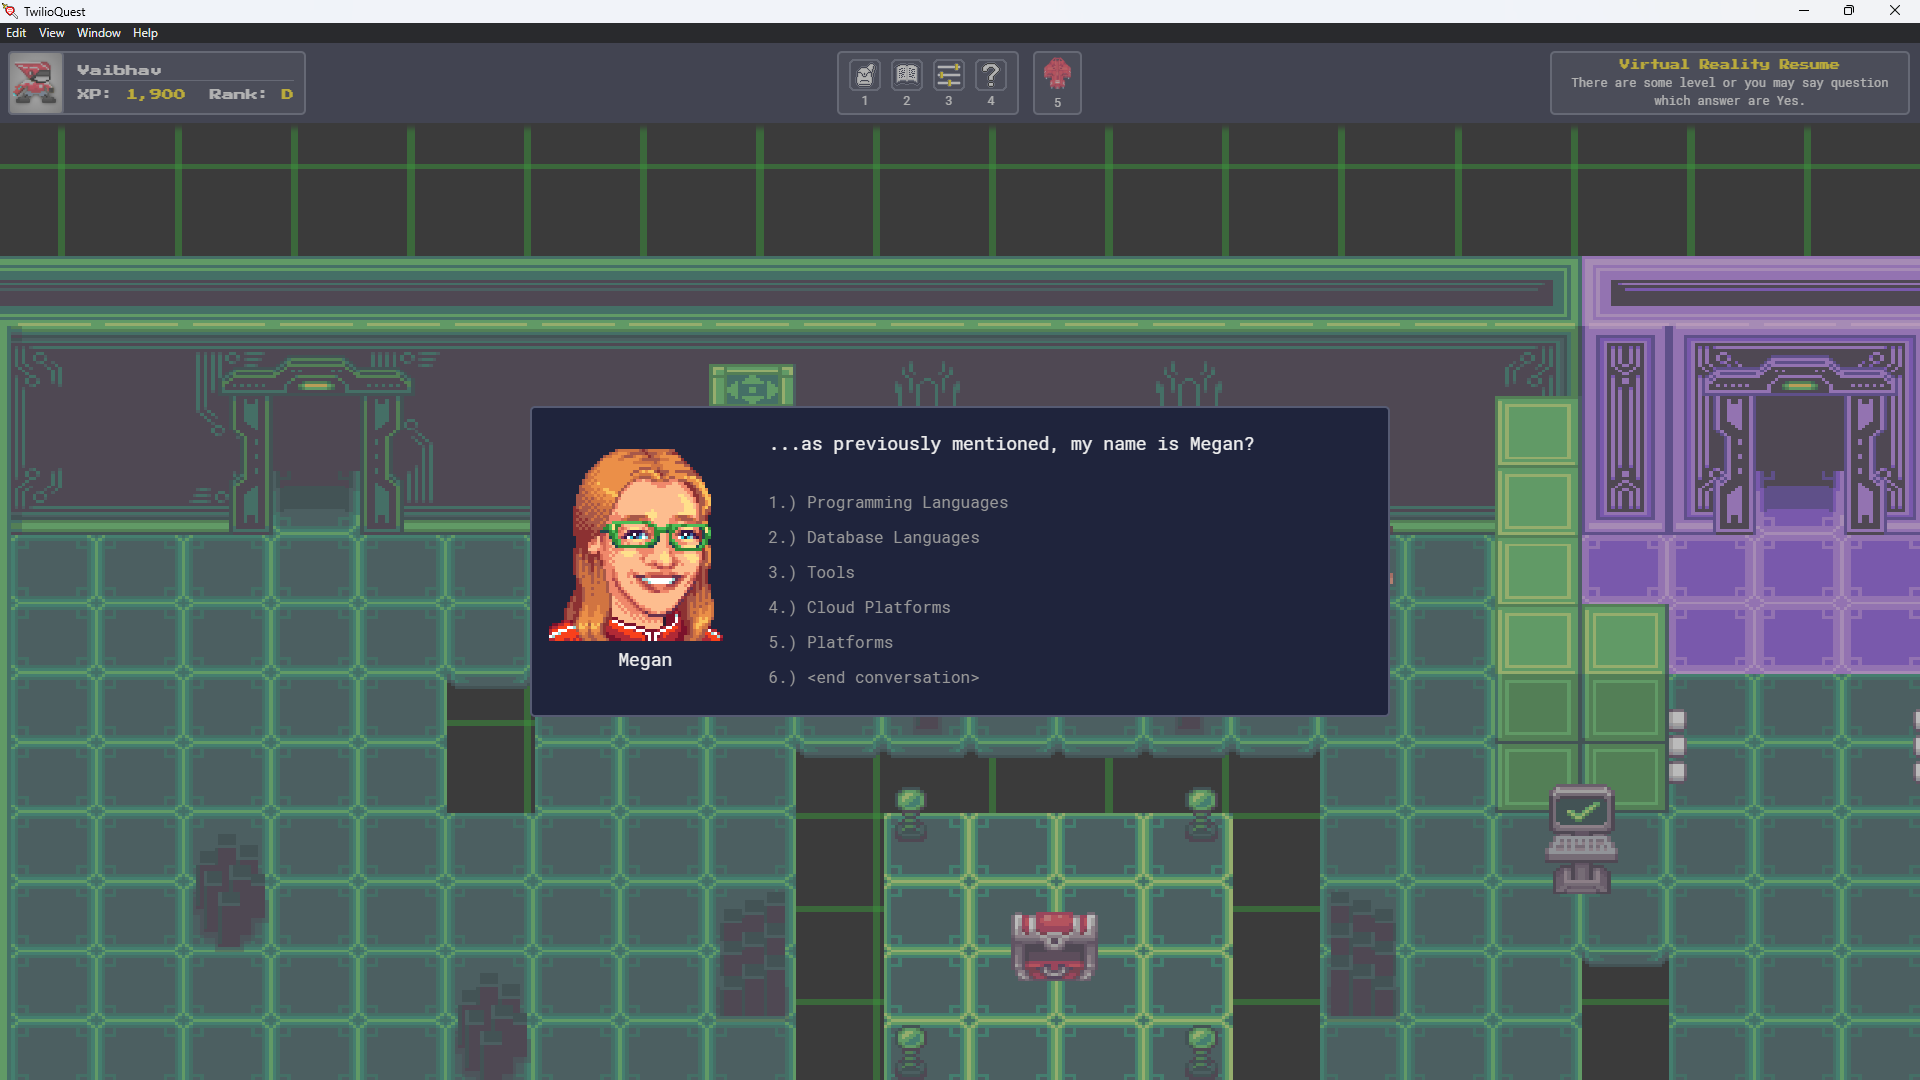 TwilioQuest
Edit View Window Help
Vaibhav
XP: 1,900 Rank: D
1 2 3 4 5
Virtual Reality Resume
There are some level or you may say question
which answer are Yes.
...as previously mentioned, my name is Megan?
1.) Programming Languages
2.) Database Languages
3.) Tools
4.) Cloud Platforms
5.) Platforms
6.) <end conversation>
Megan